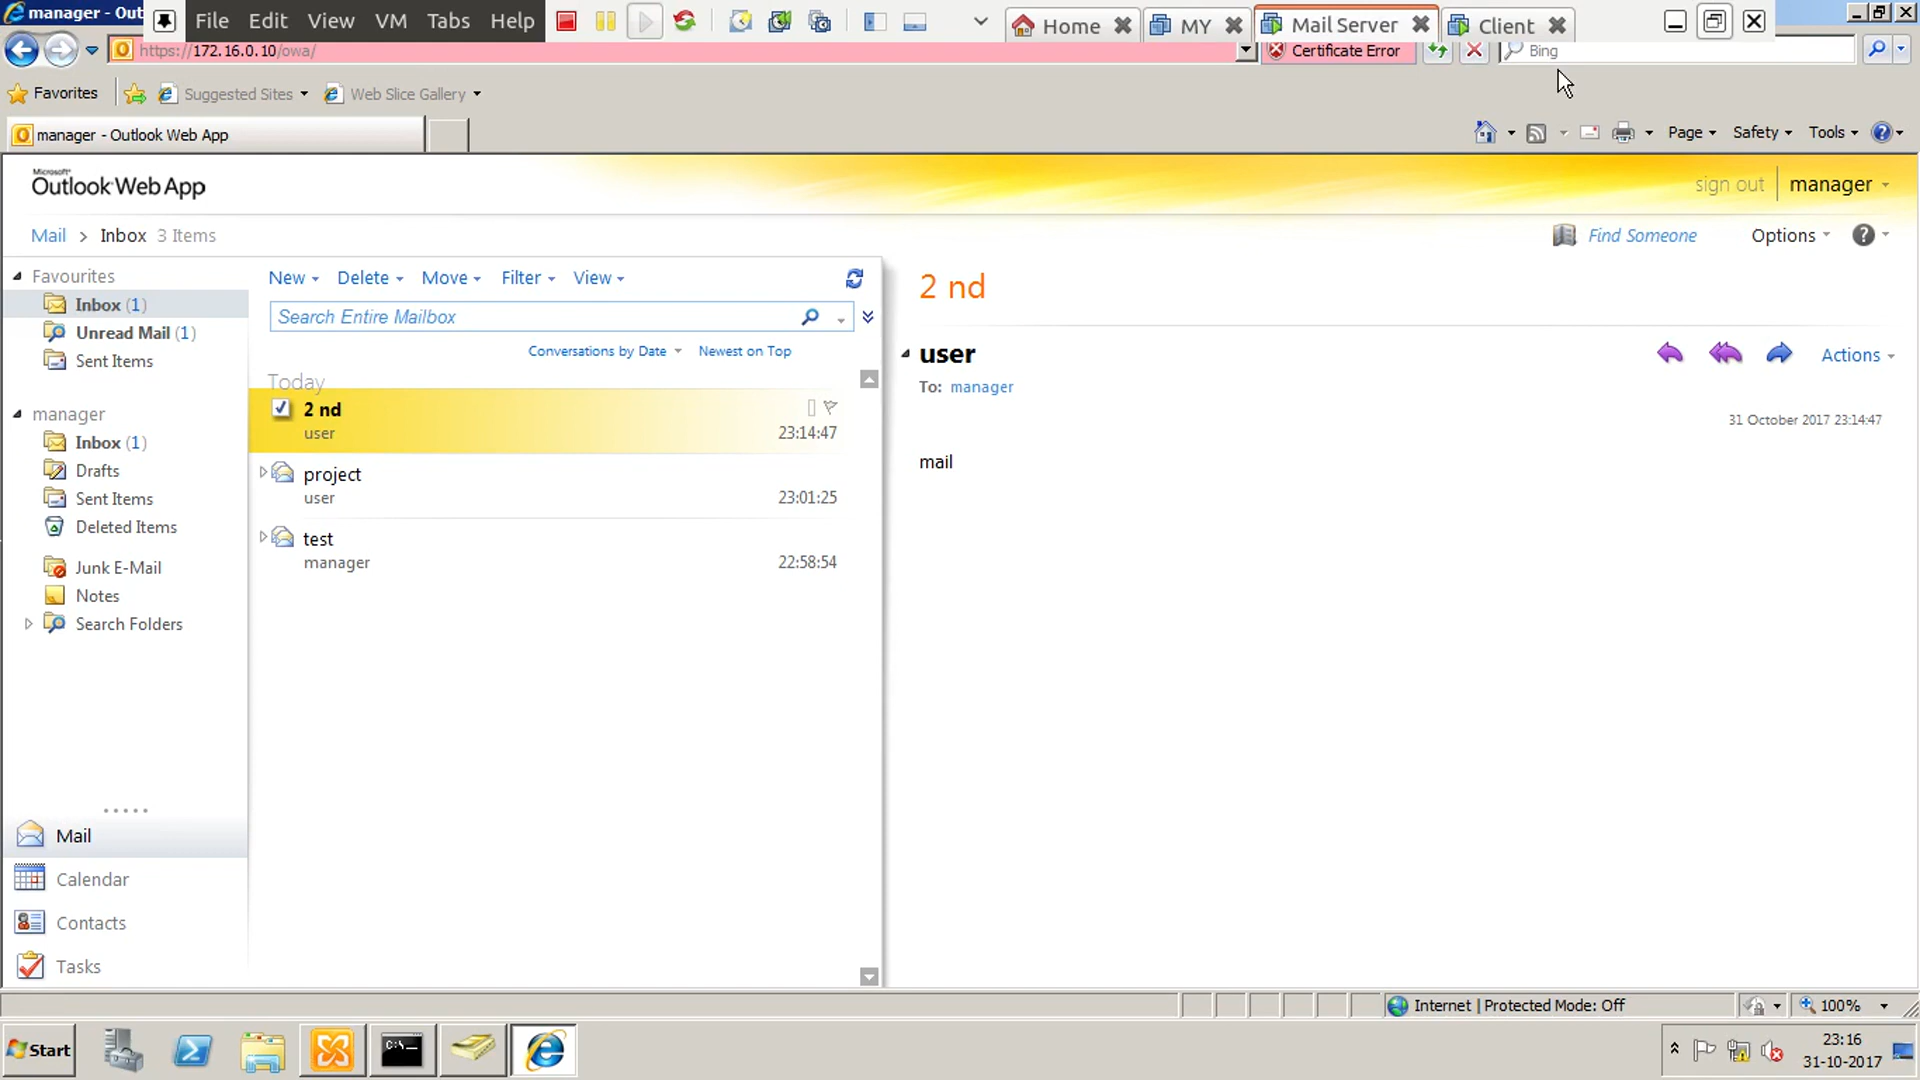 manager - Out
File Edit View VM Tabs Help
Home
MY
Mail Server
Client
https://172.16.0.10/owa/
Certificate Error
Bing
Favorites
Suggested Sites
Web Slice Gallery
manager - Outlook Web App
Page
Safety
Tools
Microsoft
Outlook Web App
sign out
manager
Mail > Inbox 3 Items
Find Someone
Options
Favourites
Inbox (1)
Unread Mail (1)
Sent Items
manager
Inbox (1)
Drafts
Sent Items
Deleted Items
Junk E-Mail
Notes
Search Folders
Mail
Calendar
Contacts
Tasks
New
Delete
Move
Filter
View
Search Entire Mailbox
Conversations by Date
Newest on Top
Today
2 nd
user
23:14:47
project
user
23:01:25
test
manager
22:58:54
2 nd
user
Actions
To: manager
31 October 2017 23:14:47
mail
Internet | Protected Mode: Off
100%
Start
C:\.
23:16
31-10-2017